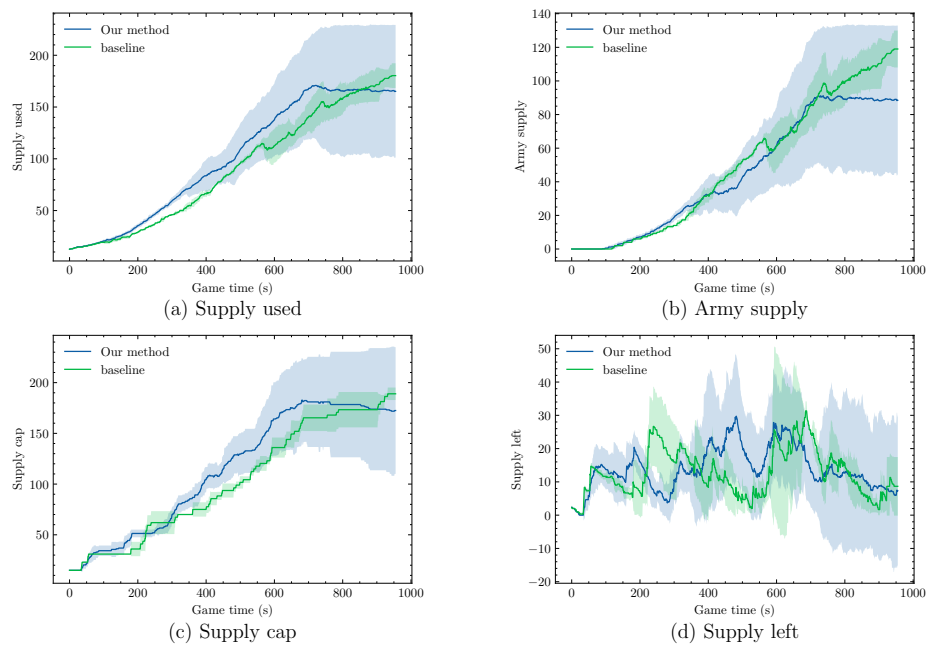 Our method
baseline
200
150
100
50
Supply used
0 200 400 600 800 1000
Game time (s)
(a) Supply used
Our method
baseline
140
120
100
80
60
40
20
0
Army supply
0 200 400 600 800 1000
Game time (s)
(b) Army supply
Our method
baseline
200
150
100
50
Supply cap
0 200 400 600 800 1000
Game time (s)
(c) Supply cap
Our method
baseline
50
40
30
20
10
0
−10
−20
Supply left
0 200 400 600 800 1000
Game time (s)
(d) Supply left